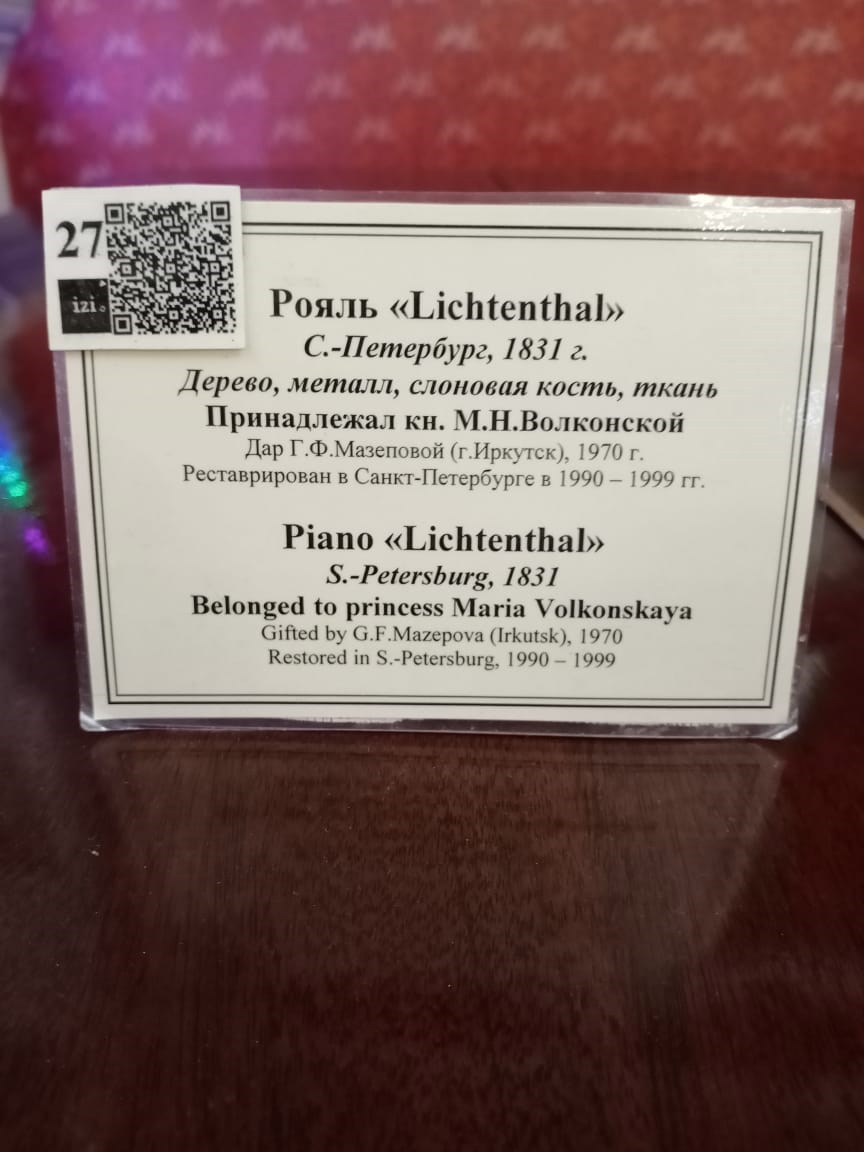 27
izi.
Рояль «Lichtenthal»
С.-Петербург, 1831 г.
Дерево, металл, слоновая кость, ткань
Принадлежал кн. М.Н.Волконской
Дар Г.Ф.Мазеповой (г.Иркутск), 1970 г.
Реставрирован в Санкт-Петербурге в 1990 – 1999 гг.
Piano «Lichtenthal»
S.-Petersburg, 1831
Belonged to princess Maria Volkonskaya
Gifted by G.F.Mazepova (Irkutsk), 1970
Restored in S.-Petersburg, 1990 – 1999